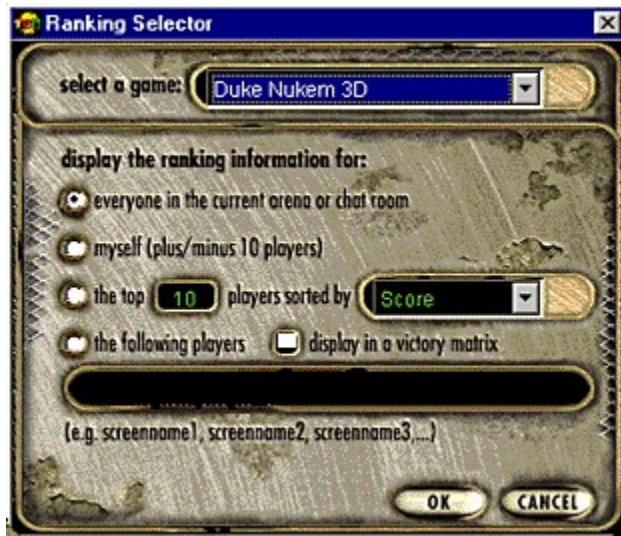 Ranking Selector
select a game: Duke Nukem 3D
display the ranking information for:
everyone in the current arena or chat room
myself (plus/minus 10 players)
the top 10 players sorted by Score
the following players display in a victory matrix
(e.g. screenname1, screenname2, screenname3,...)
OK CANCEL